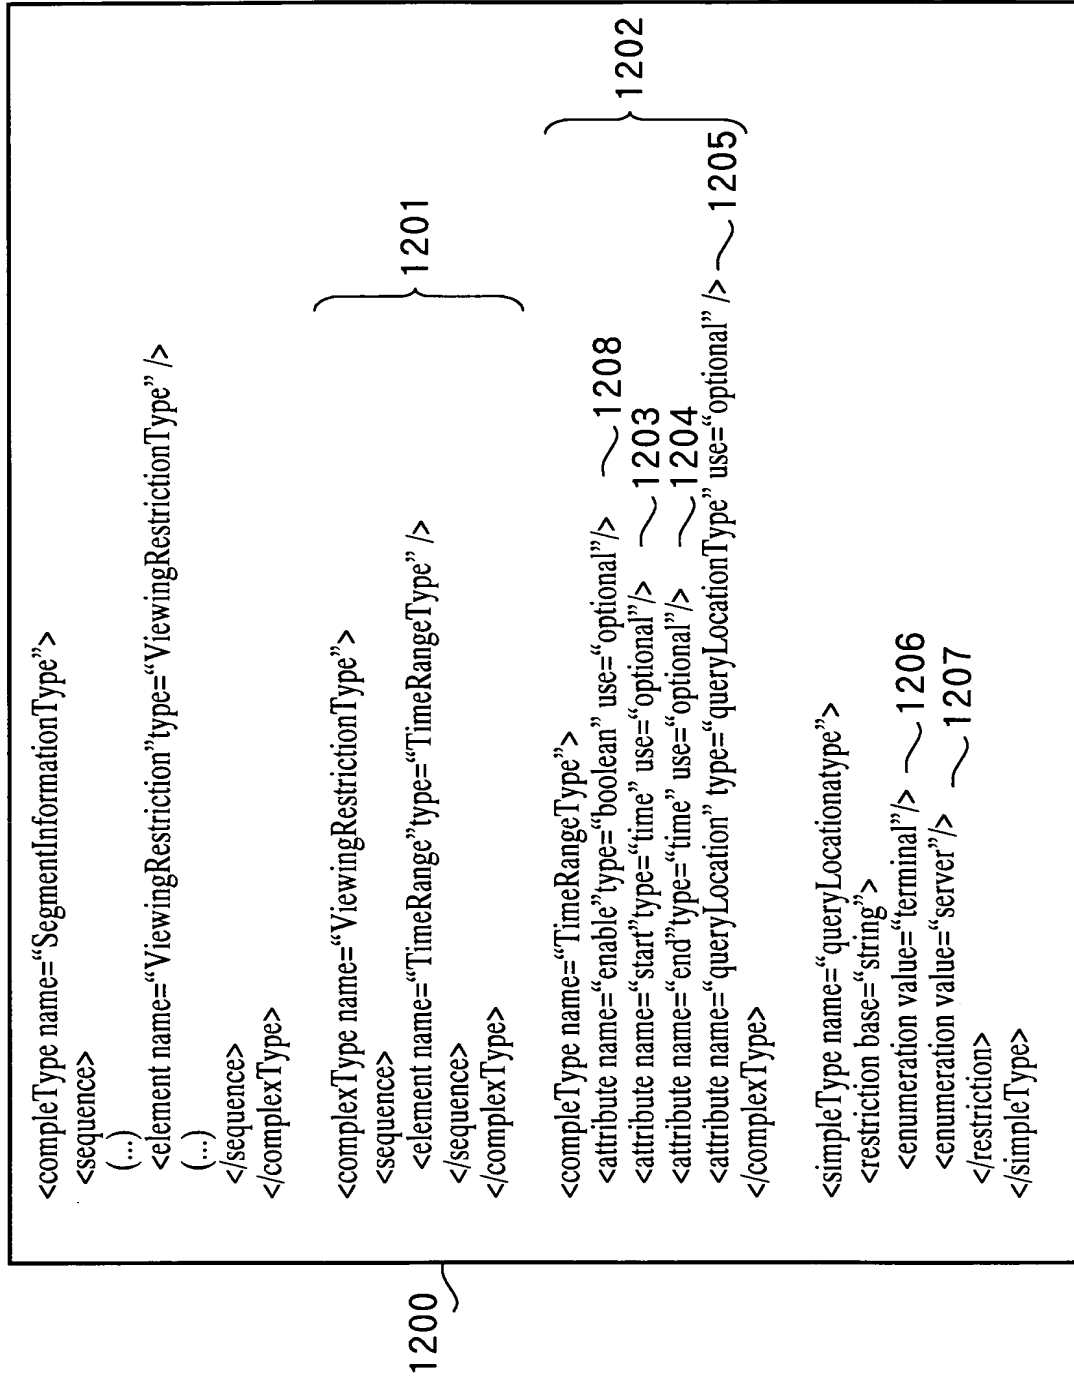 <compleType name=“SegmentInformationType”>
<sequence>
(...)
<element name=“ViewingRestriction”type=“ViewingRestrictionType” />
(...)
</sequence>
</complexType>
<complexType name=“ViewingRestrictionType”>
<sequence>
<element name=“TimeRange”type=“TimeRangeType” />
</sequence>
</complexType>
1201
<compleType name=“TimeRangeType”>
<attribute name=“enable”type=“boolean” use=“optional”/> 1208
<attribute name=“start”type=“time” use=“optional”/> 1203
<attribute name=“end”type=“time” use=“optional”/> 1204
<attribute name=“queryLocation” type=“queryLocationType” use=“optional” /> 1205
</complexType>
1202
<simpleType name=“queryLocationatype”>
<restriction base=“string”>
<enumeration value=“terminal”/> 1206
<enumeration value=“server”/> 1207
</restriction>
</simpleType>
1200